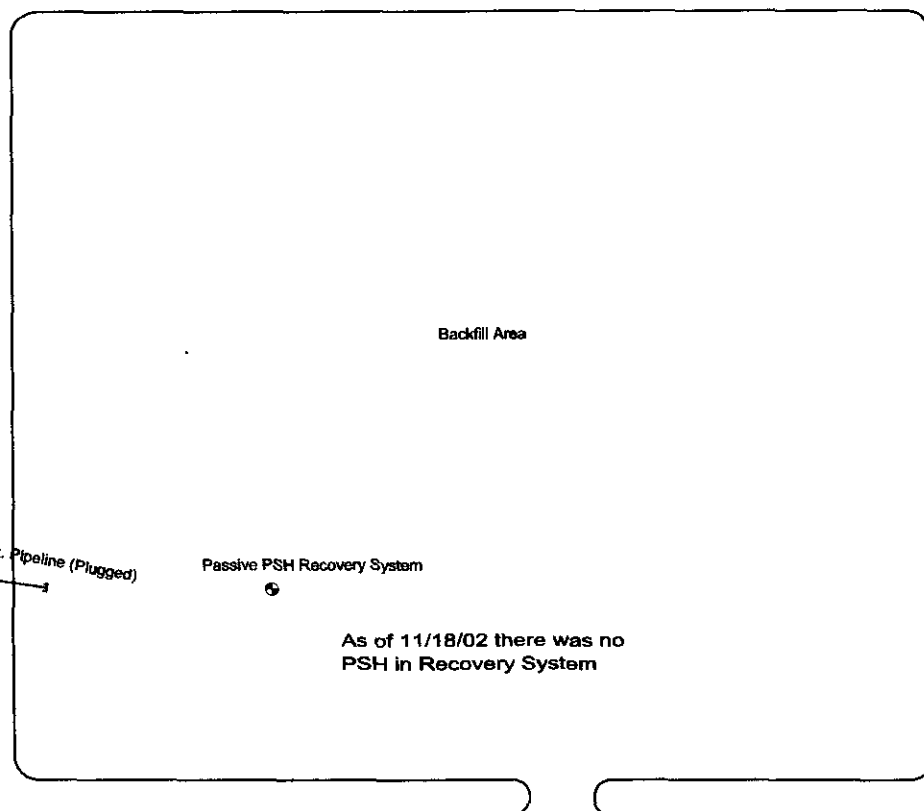 Backfill Area
Pipeline (Plugged)
Passive PSH Recovery System
As of 11/18/02 there was no
PSH in Recovery System